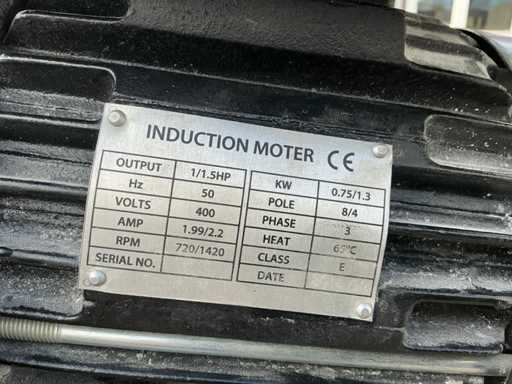 INDUCTION MOTER CE
OUTPUT 1/1.5HP
Hz 50
VOLTS 400
AMP 1.99/2.2
RPM 720/1420
SERIAL NO.
KW 0.75/1.3
POLE 8/4
PHASE 3
HEAT 65°C
CLASS E
DATE